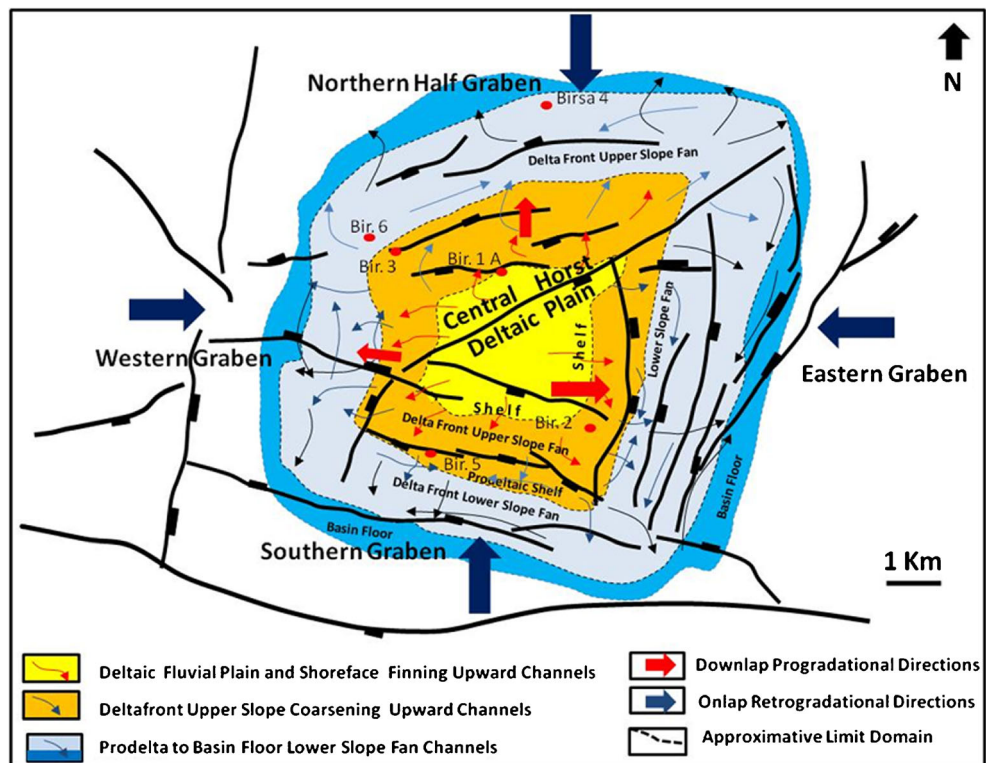 N
Northern Half Graben
Birsa 4
Delta Front Upper Slope Fan
Bir. 6
Bir. 3
Bir. 1 A
Central Horst
Deltaic Plain
Shelf
Lower Slope Fan
Western Graben
Eastern Graben
Shelf
Bir. 2
Delta Front Upper Slope Fan
Bir. 5
Prodeltaic Shelf
Delta Front Lower Slope Fan
Basin Floor
Basin Floor
Southern Graben
1 Km
Deltaic Fluvial Plain and Shoreface Finning Upward Channels
Deltafront Upper Slope Coarsening Upward Channels
Prodelta to Basin Floor Lower Slope Fan Channels
Downlap Progradational Directions
Onlap Retrogradational Directions
Approximative Limit Domain